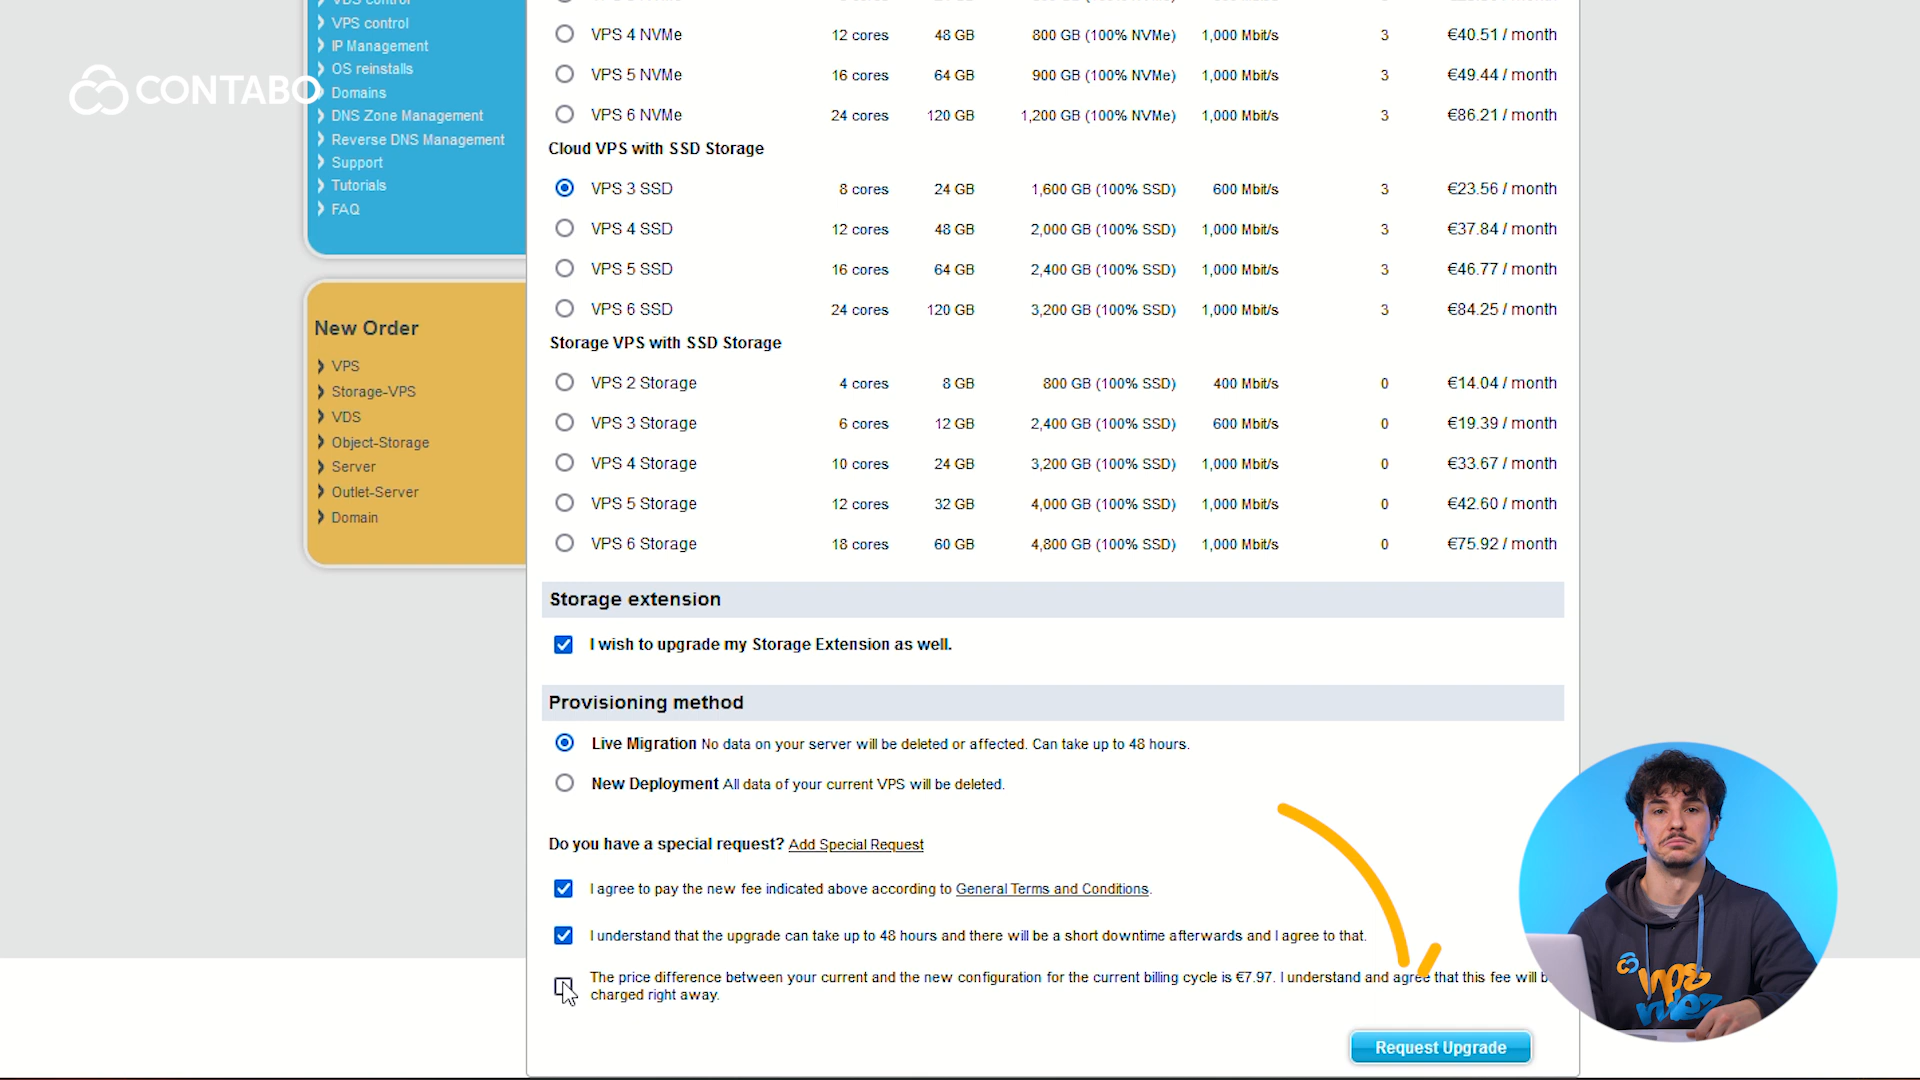 VPS control
IP Management
OS reinstalls
Domains
DNS Zone Management
Reverse DNS Management
Support
Tutorials
FAQ
CONTABO
New Order
VPS
Storage-VPS
VDS
Object-Storage
Server
Outlet-Server
Domain
VPS 4 NVMe 12 cores 48 GB 800 GB (100% NVMe) 1,000 Mbit/s 3 €40.51 / month
VPS 5 NVMe 16 cores 64 GB 900 GB (100% NVMe) 1,000 Mbit/s 3 €49.44 / month
VPS 6 NVMe 24 cores 120 GB 1,200 GB (100% NVMe) 1,000 Mbit/s 3 €86.21 / month
Cloud VPS with SSD Storage
VPS 3 SSD 8 cores 24 GB 1,600 GB (100% SSD) 600 Mbit/s 3 €23.56 / month
VPS 4 SSD 12 cores 48 GB 2,000 GB (100% SSD) 1,000 Mbit/s 3 €37.84 / month
VPS 5 SSD 16 cores 64 GB 2,400 GB (100% SSD) 1,000 Mbit/s 3 €46.77 / month
VPS 6 SSD 24 cores 120 GB 3,200 GB (100% SSD) 1,000 Mbit/s 3 €84.25 / month
Storage VPS with SSD Storage
VPS 2 Storage 4 cores 8 GB 800 GB (100% SSD) 400 Mbit/s 0 €14.04 / month
VPS 3 Storage 6 cores 12 GB 2,400 GB (100% SSD) 600 Mbit/s 0 €19.39 / month
VPS 4 Storage 10 cores 24 GB 3,200 GB (100% SSD) 1,000 Mbit/s 0 €33.67 / month
VPS 5 Storage 12 cores 32 GB 4,000 GB (100% SSD) 1,000 Mbit/s 0 €42.60 / month
VPS 6 Storage 18 cores 60 GB 4,800 GB (100% SSD) 1,000 Mbit/s 0 €75.92 / month
Storage extension
I wish to upgrade my Storage Extension as well.
Provisioning method
Live Migration No data on your server will be deleted or affected. Can take up to 48 hours.
New Deployment All data of your current VPS will be deleted.
Do you have a special request? Add Special Request
I agree to pay the new fee indicated above according to General Terms and Conditions.
I understand that the upgrade can take up to 48 hours and there will be a short downtime afterwards and I agree to that.
The price difference between your current and the new configuration for the current billing cycle is €7.97. I understand and agree that this fee will
charged right away.
Request Upgrade